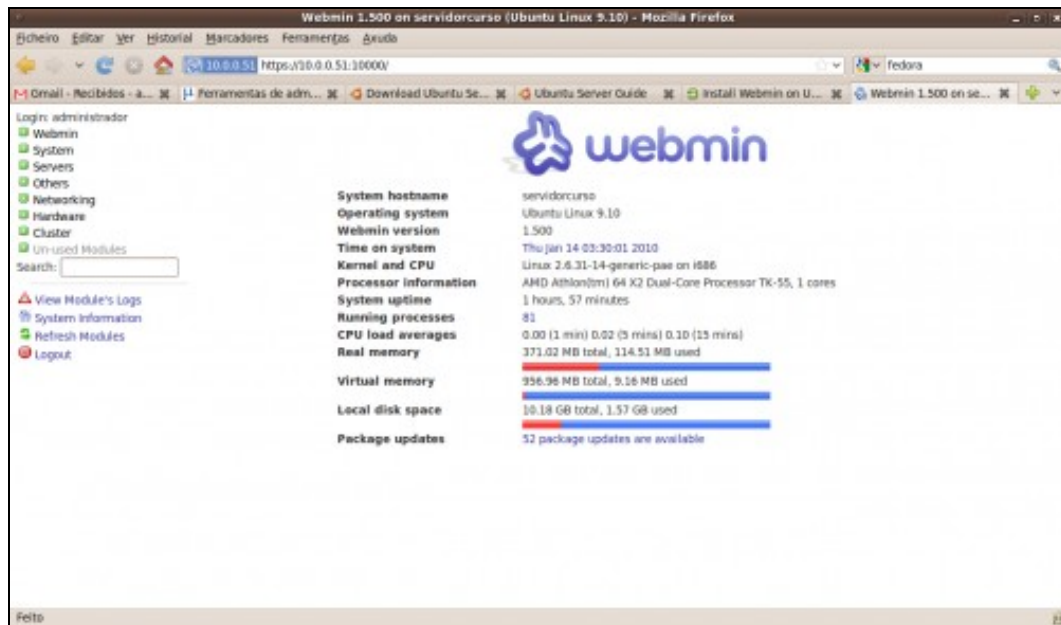 Webmin 1.500 on servidorcurso (Ubuntu Linux 9.10) - Mozilla Firefox
Ficheiro Editar Ver Historial Marcadores Ferramentas Axuda
10.0.0.51 https://10.0.0.51:10000/ fedora
Gmail - Recibidos - a... Ferramentas de adm... Download Ubuntu Se... Ubuntu Server Guide Install Webmin on U... Webmin 1.500 on se...
Login: administrador
Webmin
System
Servers
Others
Networking
Hardware
Cluster
Un-used Modules
Search:
View Module's Logs
System Information
Refresh Modules
Logout
webmin
System hostname servidorcurso
Operating system Ubuntu Linux 9.10
Webmin version 1.500
Time on system Thu Jan 14 03:30:01 2010
Kernel and CPU Linux 2.6.31-14-generic-pae on i686
Processor information AMD Athlon(tm) 64 X2 Dual-Core Processor TK-55, 1 cores
System uptime 1 hours, 57 minutes
Running processes 81
CPU load averages 0.00 (1 min) 0.02 (5 mins) 0.10 (15 mins)
Real memory 371.02 MB total, 114.51 MB used
Virtual memory 956.96 MB total, 9.16 MB used
Local disk space 10.18 GB total, 1.57 GB used
Package updates 52 package updates are available
Feito